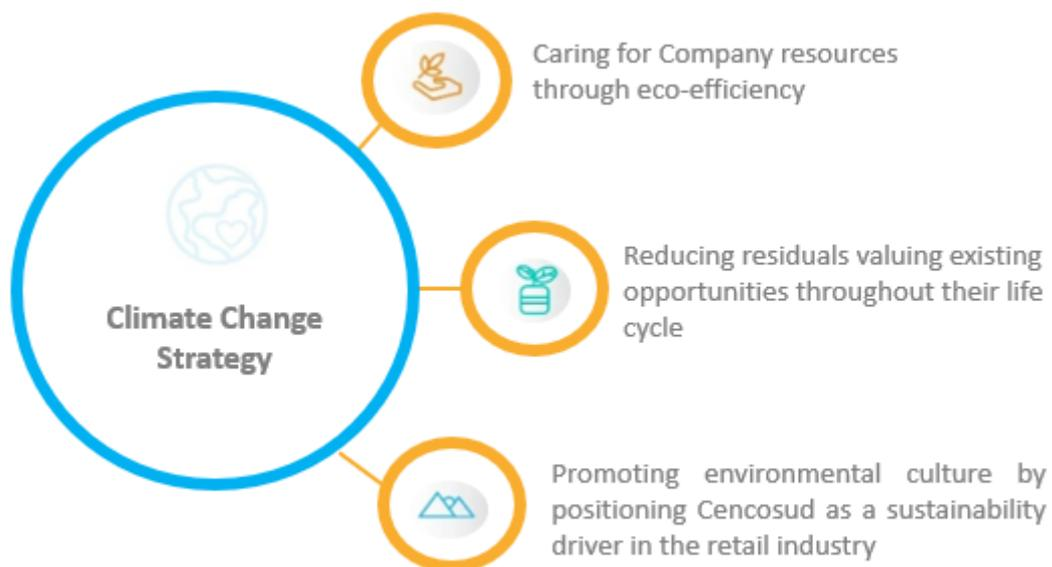 Caring for Company resources
through eco-efficiency
Climate Change
Strategy
Reducing residuals valuing existing
opportunities throughout their life
cycle
Promoting environmental culture by
positioning Cencosud as a sustainability
driver in the retail industry